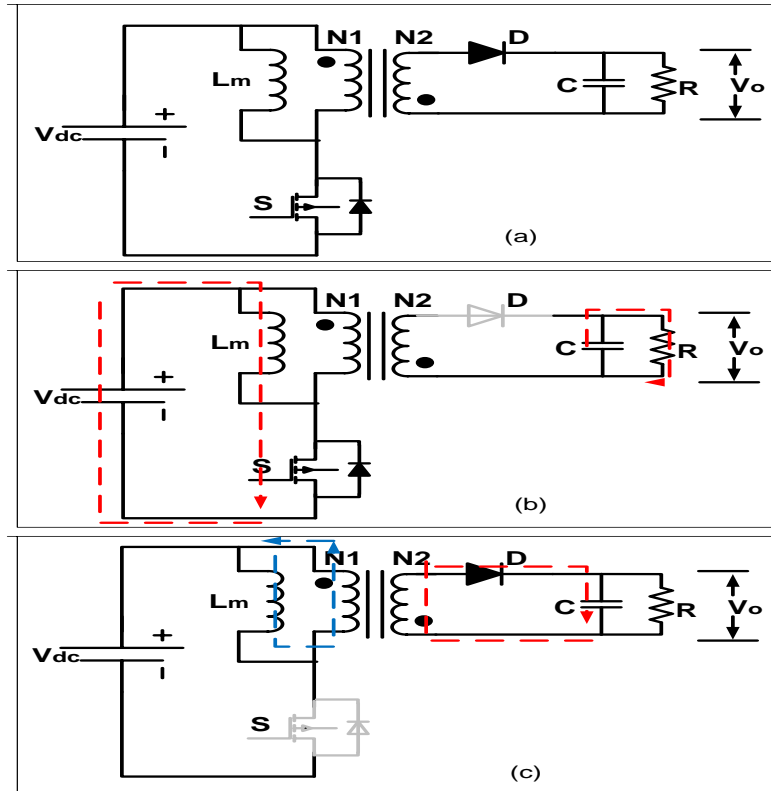 N1 N2 D
Lm
C R Vo
+
Vdc
−
S
(a)
N1 N2 D
Lm
C R Vo
+
Vdc
−
S
(b)
N1 N2 D
Lm
C R Vo
+
Vdc
−
S
(c)